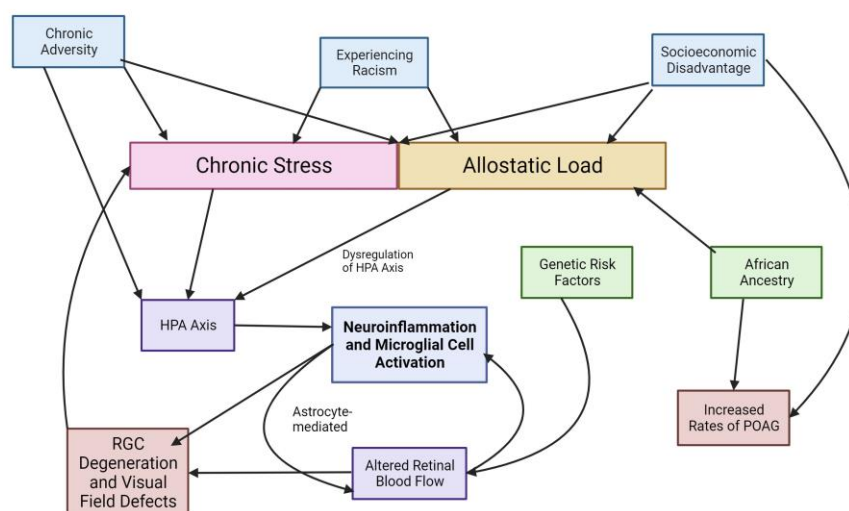 Chronic
Adversity
Experiencing
Racism
Socioeconomic
Disadvantage
Chronic Stress
Allostatic Load
Dysregulation
of HPA Axis
Genetic Risk
Factors
African
Ancestry
HPA Axis
Neuroinflammation
and Microglial Cell
Activation
Astrocyte-
mediated
Increased
Rates of POAG
RGC
Degeneration
and Visual
Field Defects
Altered Retinal
Blood Flow